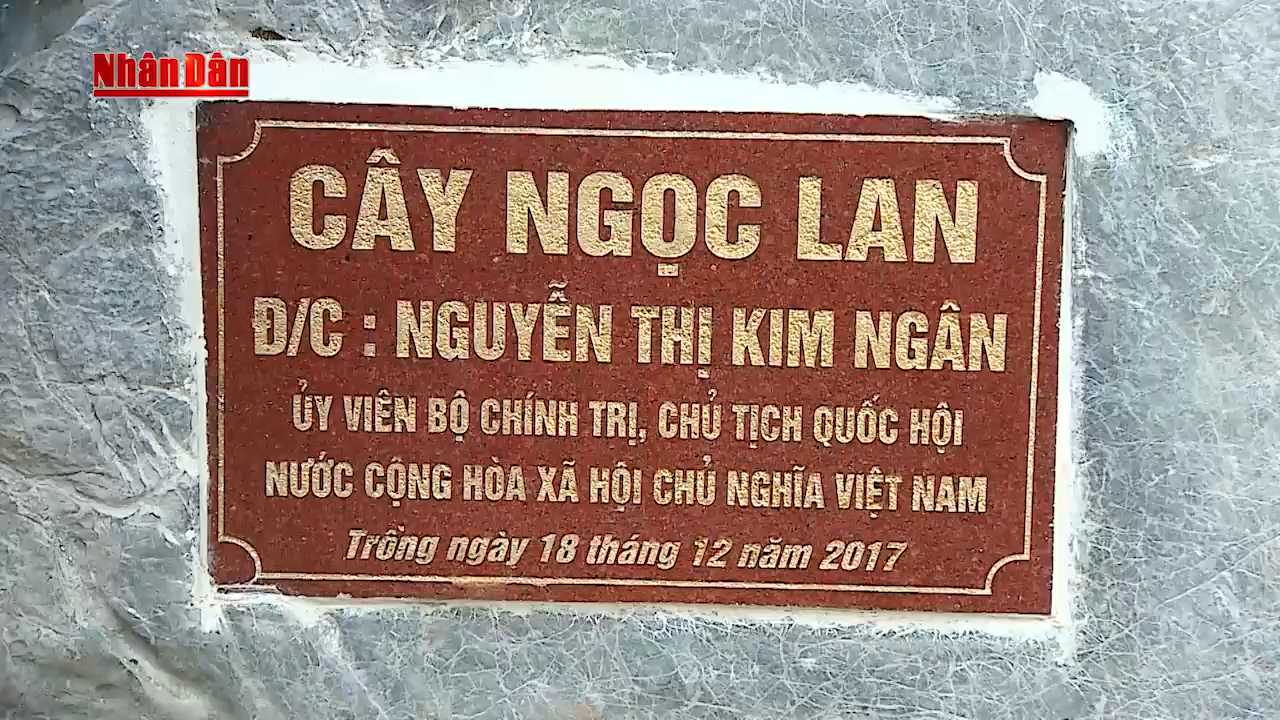 Nhân Dân
CÂY NGỌC LAN
Đ/C : NGUYỄN THỊ KIM NGÂN
ỦY VIÊN BỘ CHÍNH TRỊ, CHỦ TỊCH QUỐC HỘI
NƯỚC CỘNG HÒA XÃ HỘI CHỦ NGHĨA VIỆT NAM
Trồng ngày 18 tháng 12 năm 2017